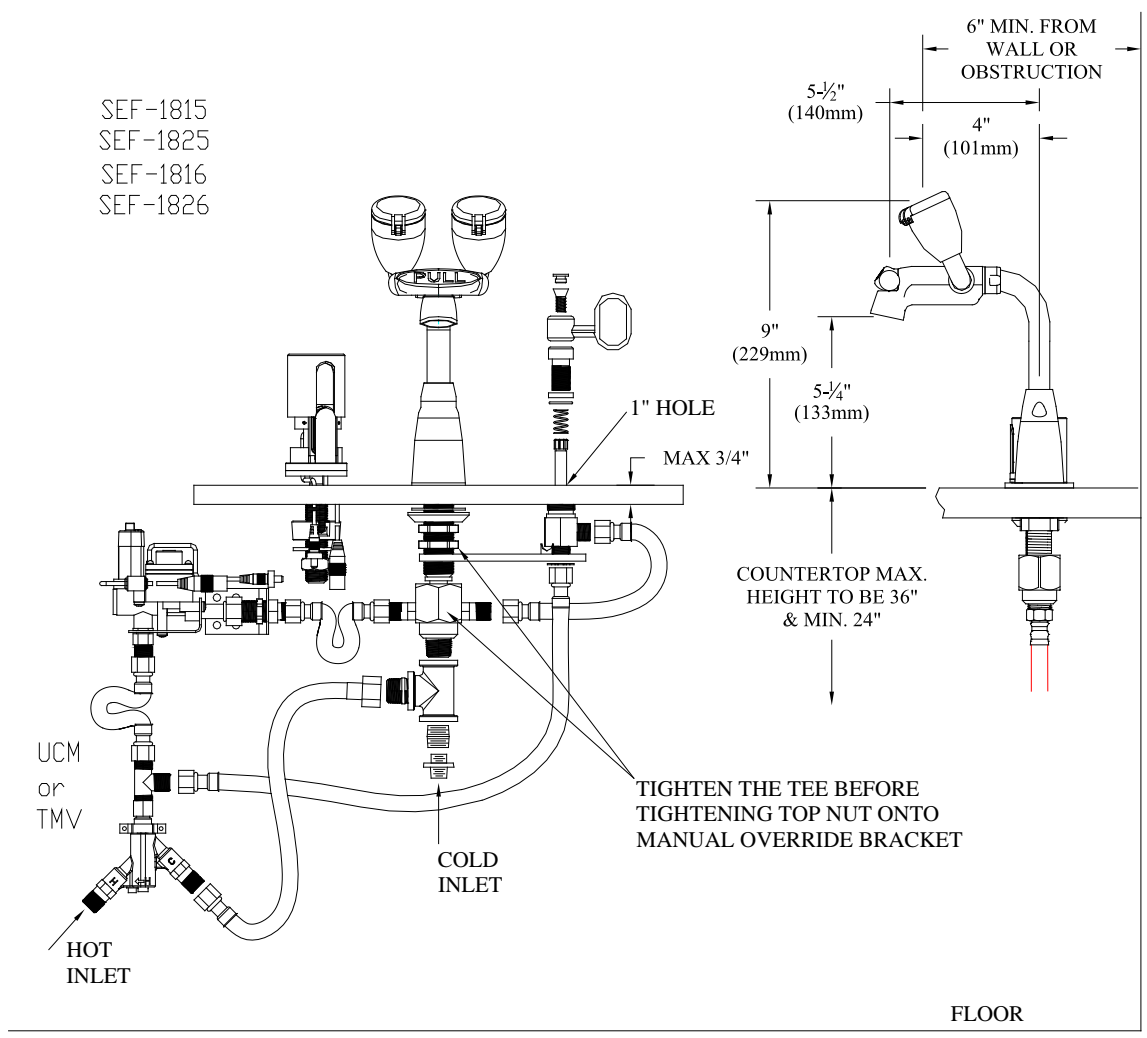 SEF-1815
SEF-1825
SEF-1816
SEF-1826
6" MIN. FROM
WALL OR
OBSTRUCTION
5-½"
(140mm)
4"
(101mm)
PULL
9"
(229mm)
5-¼"
(133mm)
1" HOLE
MAX 3/4"
COUNTERTOP MAX.
HEIGHT TO BE 36"
& MIN. 24"
UCM
or
TMV
TIGHTEN THE TEE BEFORE
TIGHTENING TOP NUT ONTO
MANUAL OVERRIDE BRACKET
COLD
INLET
H
C
HOT
INLET
FLOOR